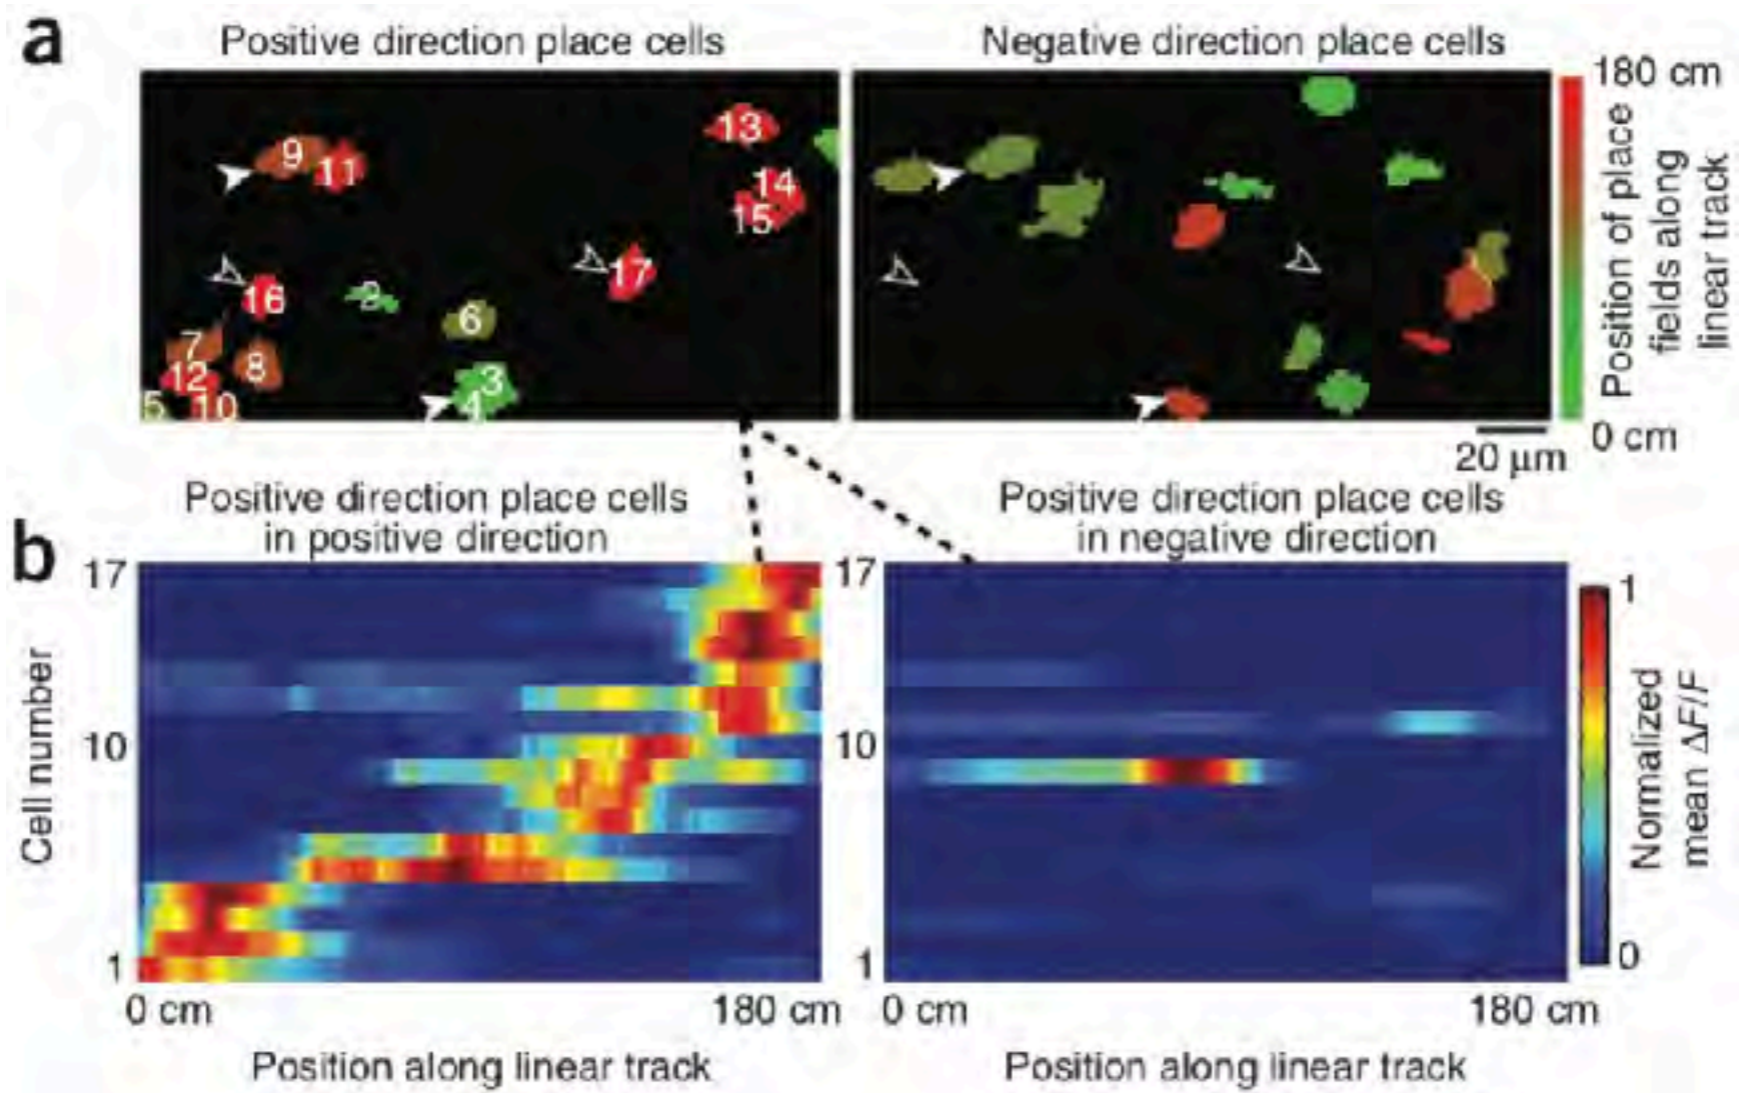 a
Positive direction place cells
Negative direction place cells
9
11
13
14
15
17
16
2
6
7
8
12
3
5
10
4
180 cm
Position of place
fields along
linear track
0 cm
20 μm
b
Positive direction place cells
in positive direction
Positive direction place cells
in negative direction
17
10
1
Cell number
0 cm
180 cm
Position along linear track
17
10
1
0 cm
180 cm
Position along linear track
1
0
Normalized
mean ΔF/F